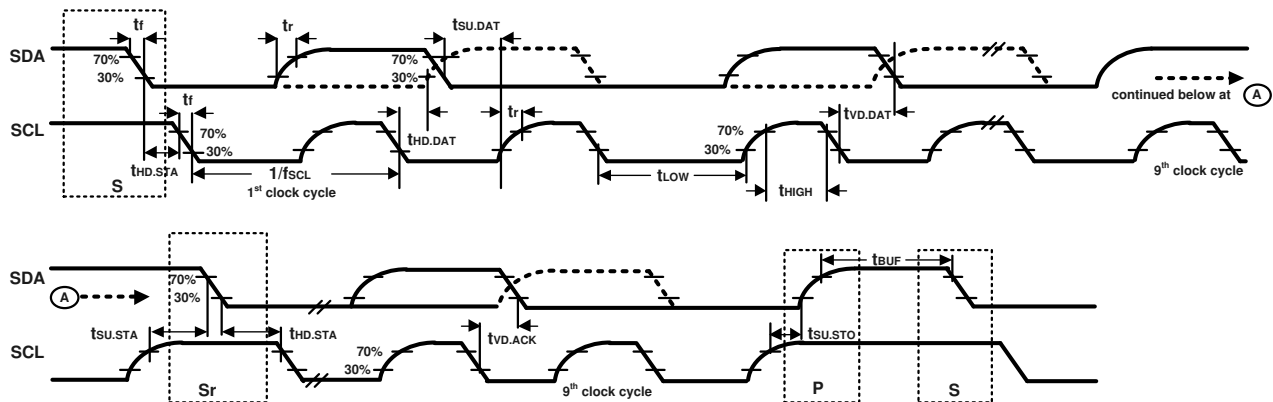 tf
tr
tSU.DAT
SDA
70%
30%
70%
30%
continued below at A
tf
tr
tVD.DAT
SCL
70%
30%
tHD.DAT
70%
30%
tHD.STA
1/fSCL
1st clock cycle
tLOW
tHIGH
9th clock cycle
S
SDA
70%
30%
A
tBUF
tSU.STA
tHD.STA
tVD.ACK
tSU.STO
SCL
70%
30%
9th clock cycle
Sr
P
S